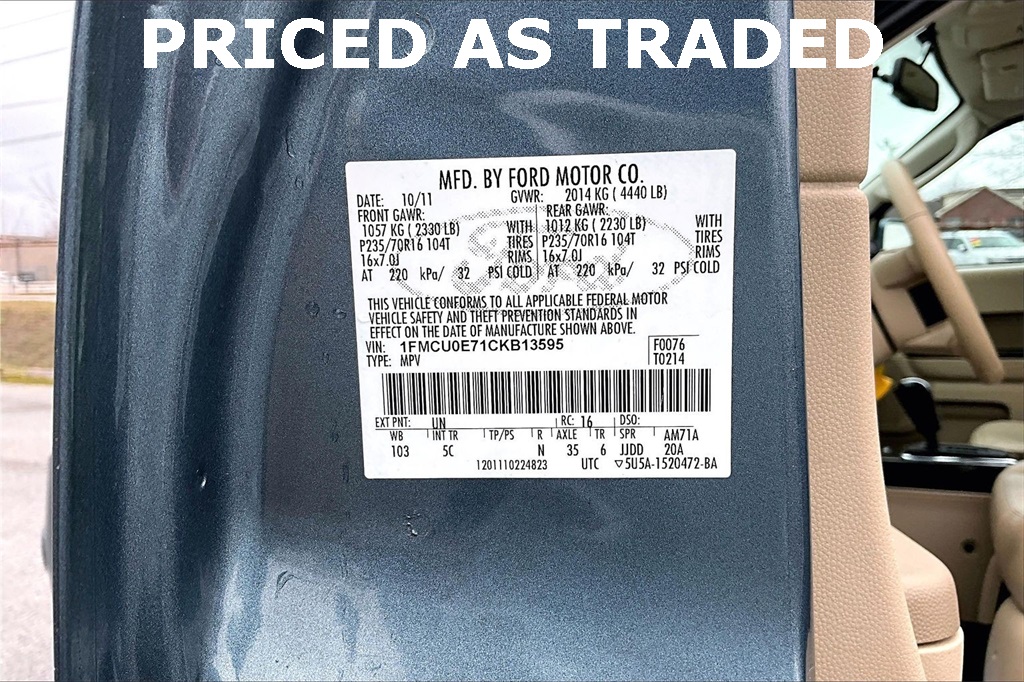 PRICED AS TRADED
MFD. BY FORD MOTOR CO.
DATE: 10/11 GVWR: 2014 KG ( 4440 LB)
FRONT GAWR: REAR GAWR:
1057 KG ( 2330 LB) WITH 1012 KG ( 2230 LB) WITH
P235/70R16 104T TIRES P235/70R16 104T TIRES
16x7.0J RIMS 16x7.0J RIMS
AT 220 kPa/ 32 PSI COLD AT 220 kPa/ 32 PSI COLD
Ford
THIS VEHICLE CONFORMS TO ALL APPLICABLE FEDERAL MOTOR
VEHICLE SAFETY AND THEFT PREVENTION STANDARDS IN
EFFECT ON THE DATE OF MANUFACTURE SHOWN ABOVE.
VIN: 1FMCU0E71CKB13595 F0076
TYPE: MPV T0214
EXT PNT: UN RC: 16 DSO:
WB INT TR TP/PS R AXLE TR SPR AM71A
103 5C N 35 6 JJDD 20A
1201110224823 UTC ▽5U5A-1520472-BA